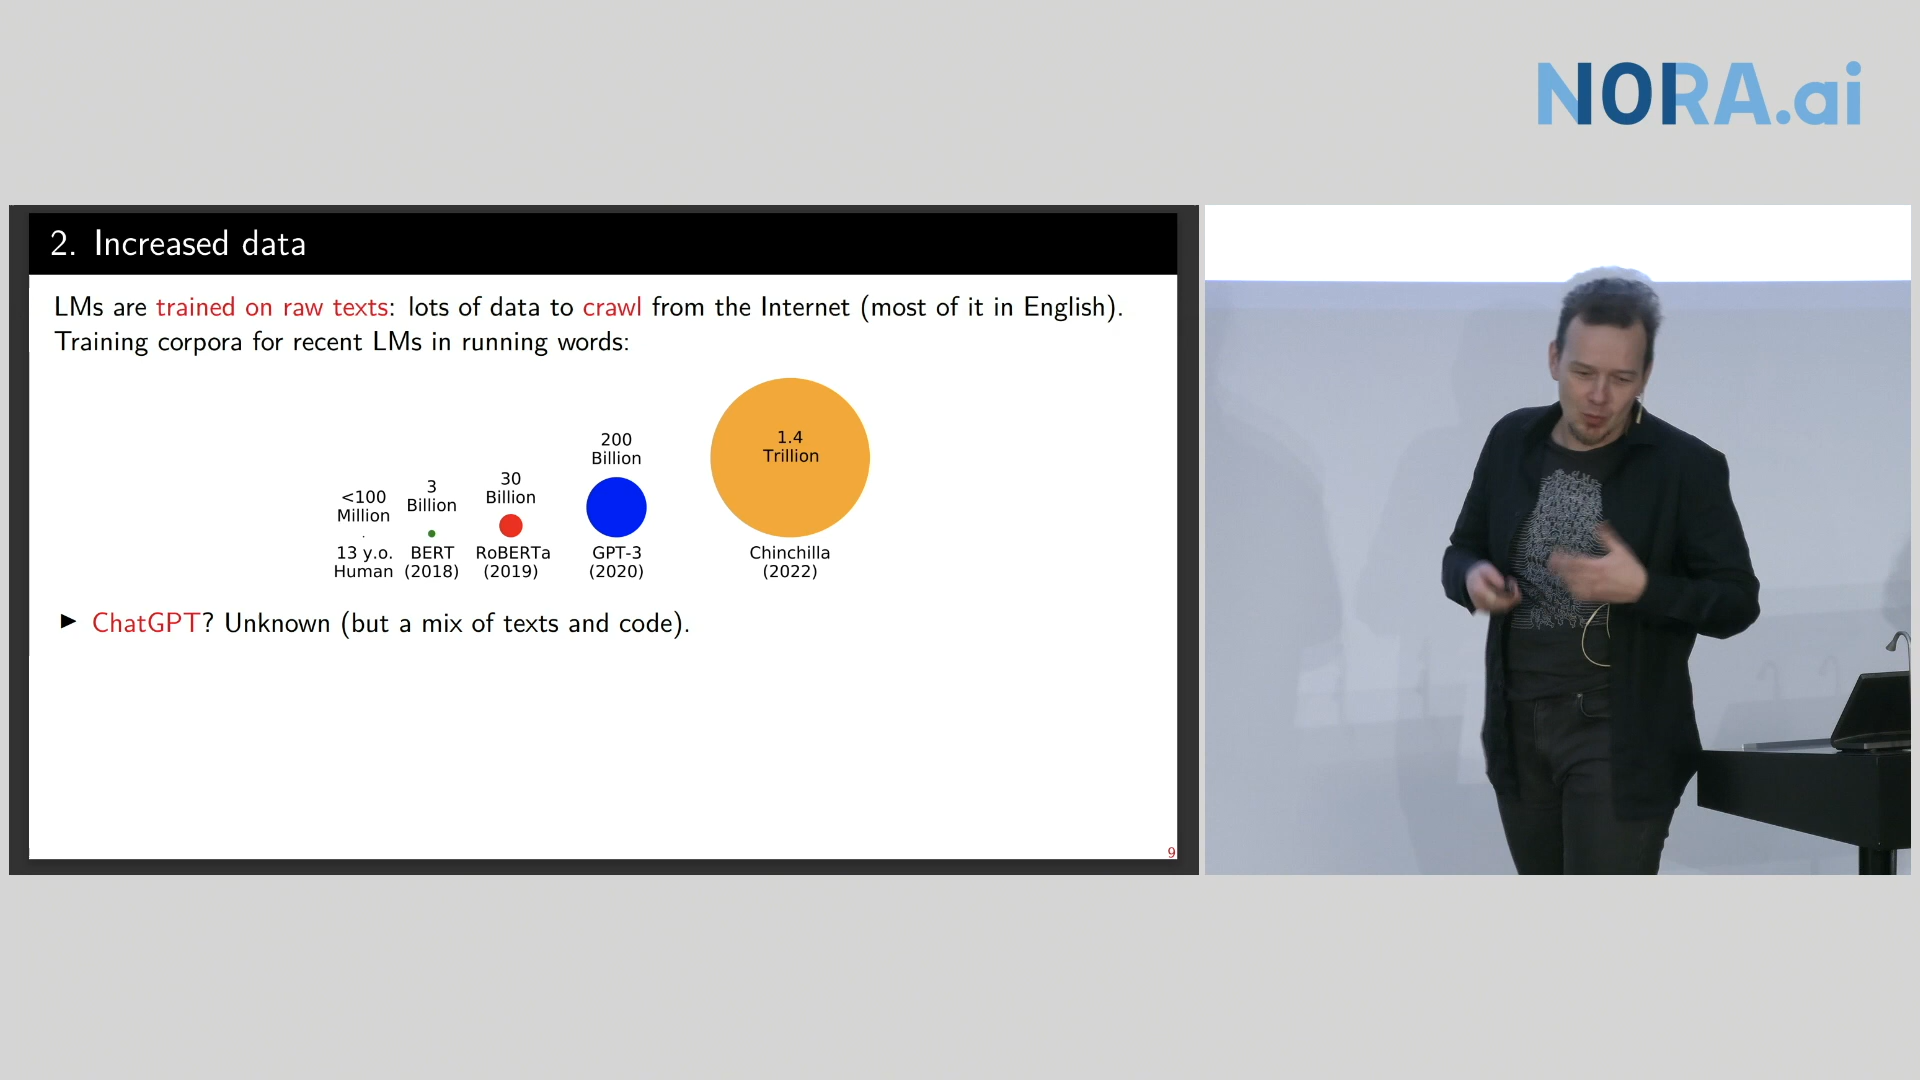 NORA.ai
2. Increased data
LMs are trained on raw texts: lots of data to crawl from the Internet (most of it in English).
Training corpora for recent LMs in running words:
<100
Million
3
Billion
30
Billion
200
Billion
1.4
Trillion
13 y.o.
Human
BERT
(2018)
RoBERTa
(2019)
GPT-3
(2020)
Chinchilla
(2022)
► ChatGPT? Unknown (but a mix of texts and code).
9